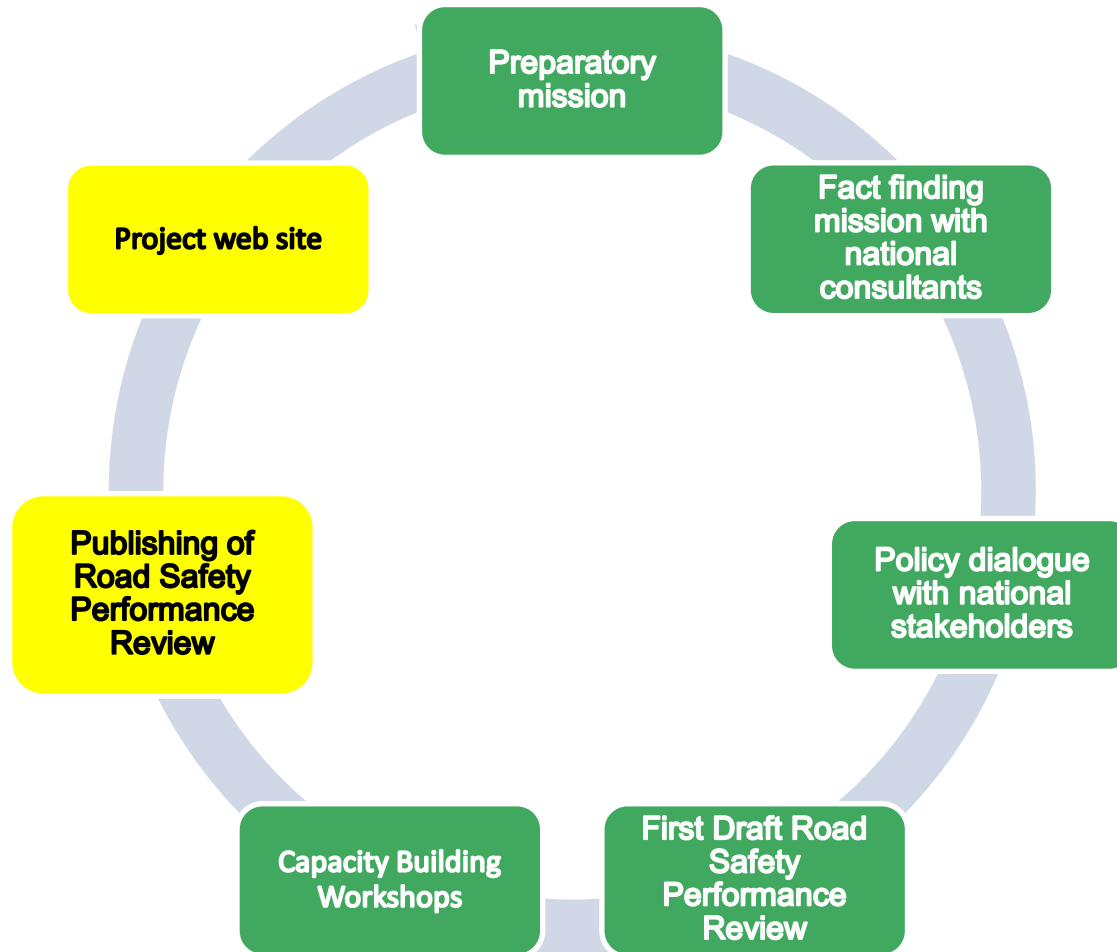 Preparatory
mission
Fact finding
mission with
national
consultants
Policy dialogue
with national
stakeholders
First Draft Road
Safety
Performance
Review
Capacity Building
Workshops
Publishing of
Road Safety
Performance
Review
Project web site